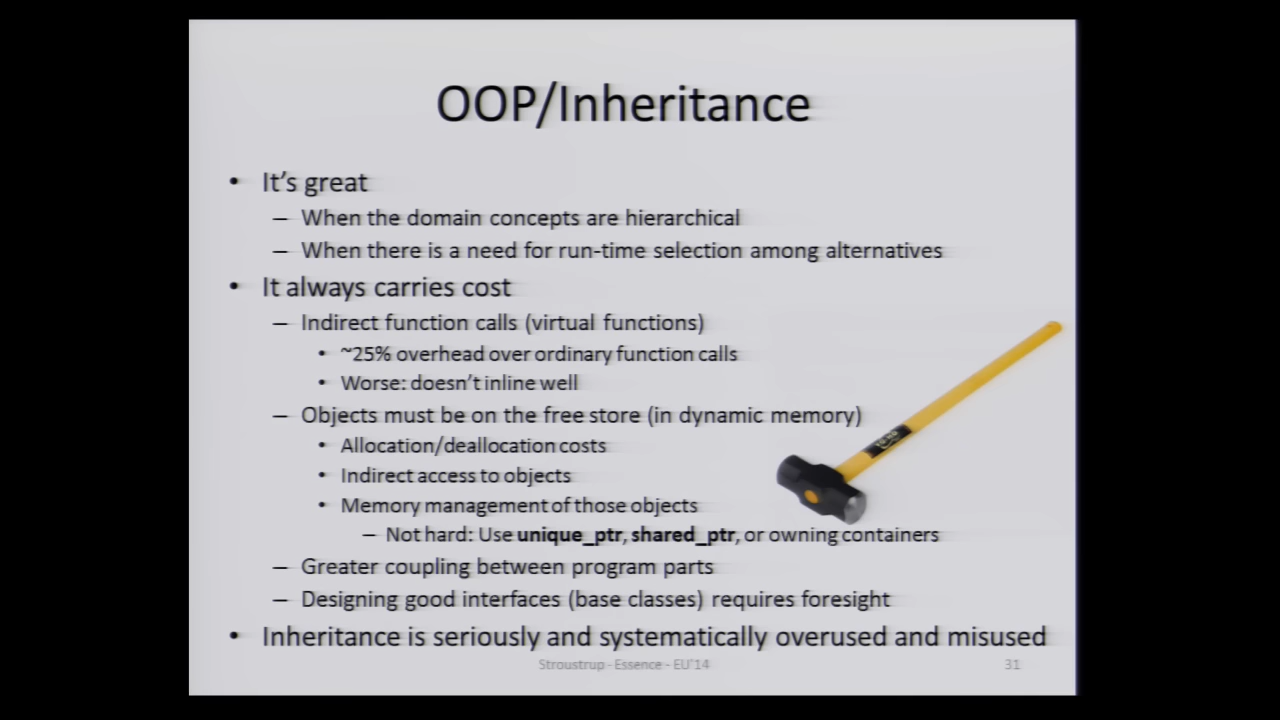 OOP/Inheritance
• It's great
– When the domain concepts are hierarchical
– When there is a need for run-time selection among alternatives
• It always carries cost
– Indirect function calls (virtual functions)
• ~25% overhead over ordinary function calls
• Worse: doesn't inline well
– Objects must be on the free store (in dynamic memory)
• Allocation/deallocation costs
• Indirect access to objects
• Memory management of those objects
– Not hard: Use unique_ptr, shared_ptr, or owning containers
– Greater coupling between program parts
– Designing good interfaces (base classes) requires foresight
• Inheritance is seriously and systematically overused and misused
Stroustrup - Essence - EU'14
31